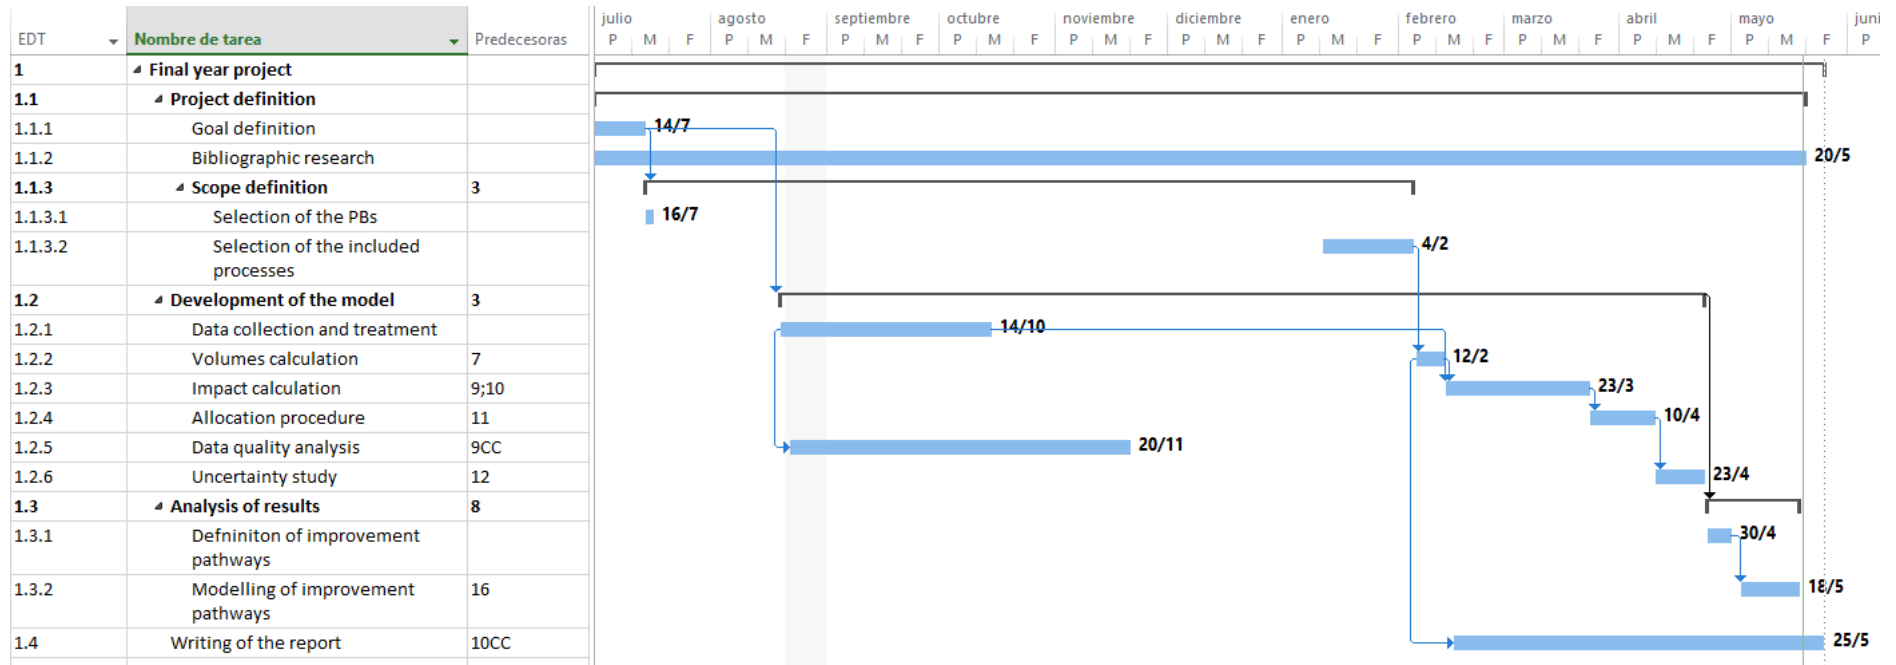 julio agosto septiembre octubre noviembre diciembre enero febrero marzo abril mayo juni
EDT Nombre de tarea Predecesoras P M F P M F P M F P M F P M F P M F P M F P M F P M F P M F P M F P
1 Final year project
1.1 Project definition
1.1.1 Goal definition 14/7
1.1.2 Bibliographic research 20/5
1.1.3 Scope definition 3
1.1.3.1 Selection of the PBs 16/7
1.1.3.2 Selection of the included 4/2
processes
1.2 Development of the model 3
1.2.1 Data collection and treatment 14/10
1.2.2 Volumes calculation 7 12/2
1.2.3 Impact calculation 9;10 23/3
1.2.4 Allocation procedure 11 10/4
1.2.5 Data quality analysis 9CC 20/11
1.2.6 Uncertainty study 12 23/4
1.3 Analysis of results 8
1.3.1 Defniniton of improvement 30/4
pathways
1.3.2 Modelling of improvement 16 18/5
pathways
1.4 Writing of the report 10CC 25/5